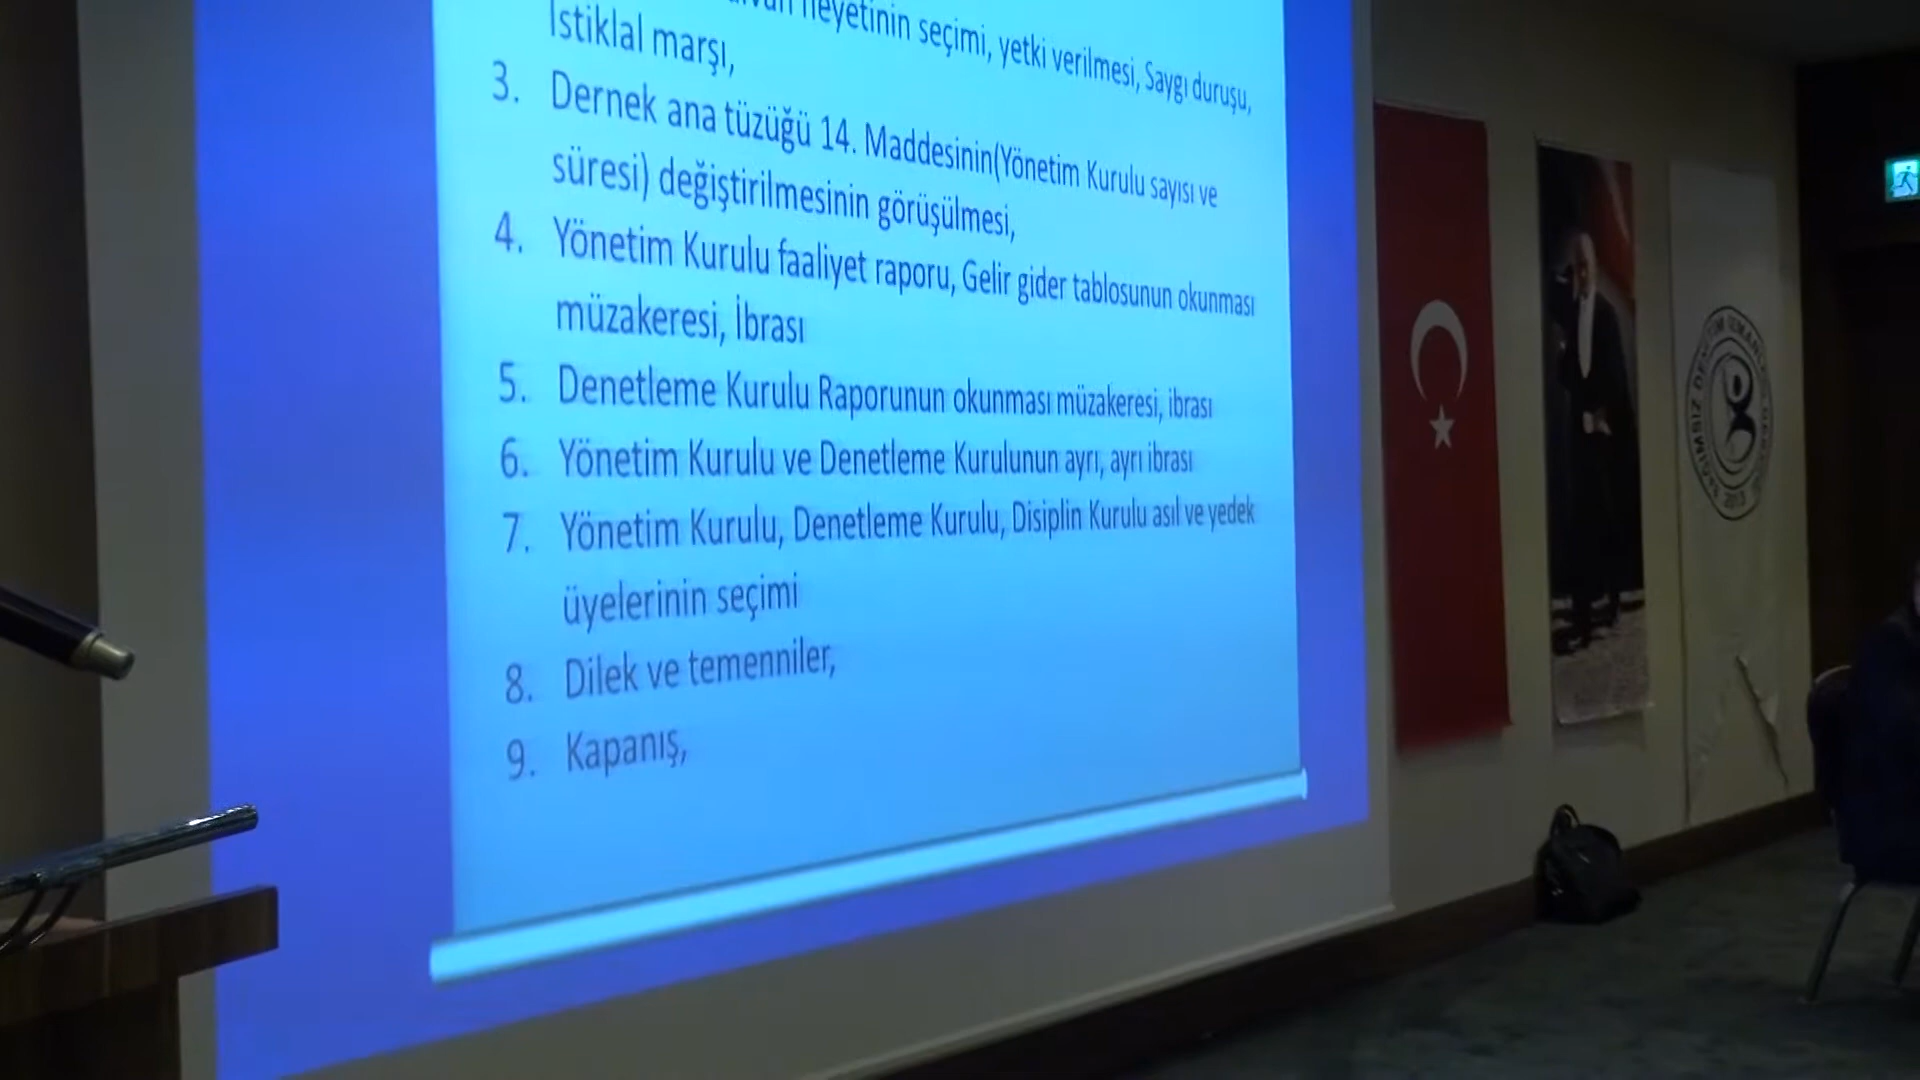 heyetinin seçimi, yetki verilmesi, Saygı duruşu,
İstiklal marşı,
3. Dernek ana tüzüğü 14. Maddesinin(Yönetim Kurulu sayısı ve
süresi) değiştirilmesinin görüşülmesi,
4. Yönetim Kurulu faaliyet raporu, Gelir gider tablosunun okunması
müzakeresi, İbrası
5. Denetleme Kurulu Raporunun okunması müzakeresi, ibrası
6. Yönetim Kurulu ve Denetleme Kurulunun ayrı, ayrı ibrası
7. Yönetim Kurulu, Denetleme Kurulu, Disiplin Kurulu asıl ve yedek
üyelerinin seçimi
8. Dilek ve temenniler,
9. Kapanış,
BAĞIMSIZ DENETİM